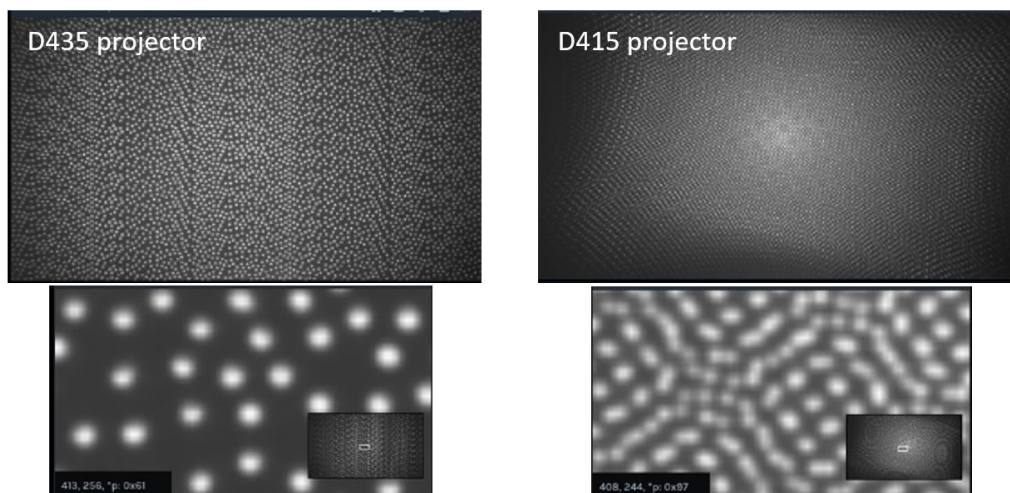 D435 projector
D415 projector
413, 256, °p: 0x61
408, 244, °p: 0x97